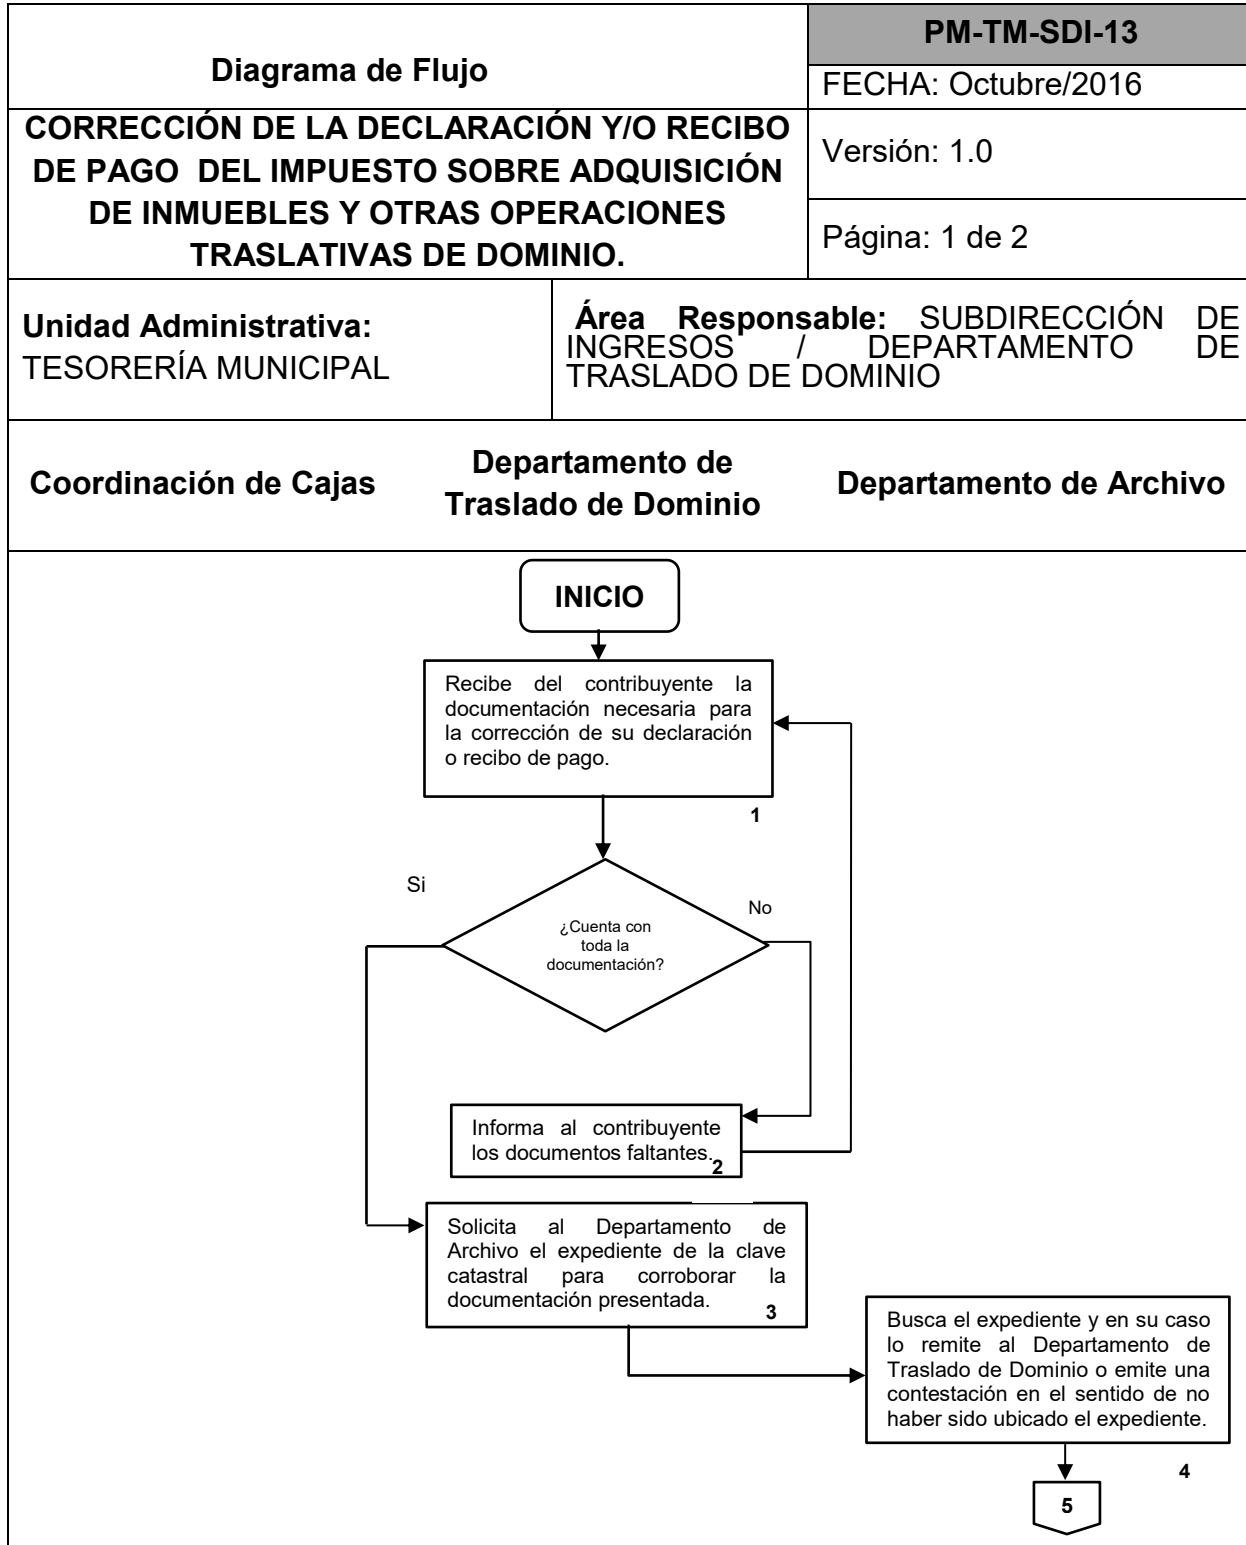 Diagrama de Flujo
PM-TM-SDI-13
FECHA: Octubre/2016
CORRECCIÓN DE LA DECLARACIÓN Y/O RECIBO
DE PAGO DEL IMPUESTO SOBRE ADQUISICIÓN
DE INMUEBLES Y OTRAS OPERACIONES
TRASLATIVAS DE DOMINIO.
Versión: 1.0
Página: 1 de 2
Unidad Administrativa:
TESORERÍA MUNICIPAL
Área Responsable: SUBDIRECCIÓN DE
INGRESOS / DEPARTAMENTO DE
TRASLADO DE DOMINIO
Coordinación de Cajas
Departamento de
Traslado de Dominio
Departamento de Archivo
INICIO
Recibe del contribuyente la
documentación necesaria para
la corrección de su declaración
o recibo de pago.
1
Si
No
¿Cuenta con
toda la
documentación?
Informa al contribuyente
los documentos faltantes.
2
Solicita al Departamento de
Archivo el expediente de la clave
catastral para corroborar la
documentación presentada.
3
Busca el expediente y en su caso
lo remite al Departamento de
Traslado de Dominio o emite una
contestación en el sentido de no
haber sido ubicado el expediente.
4
5